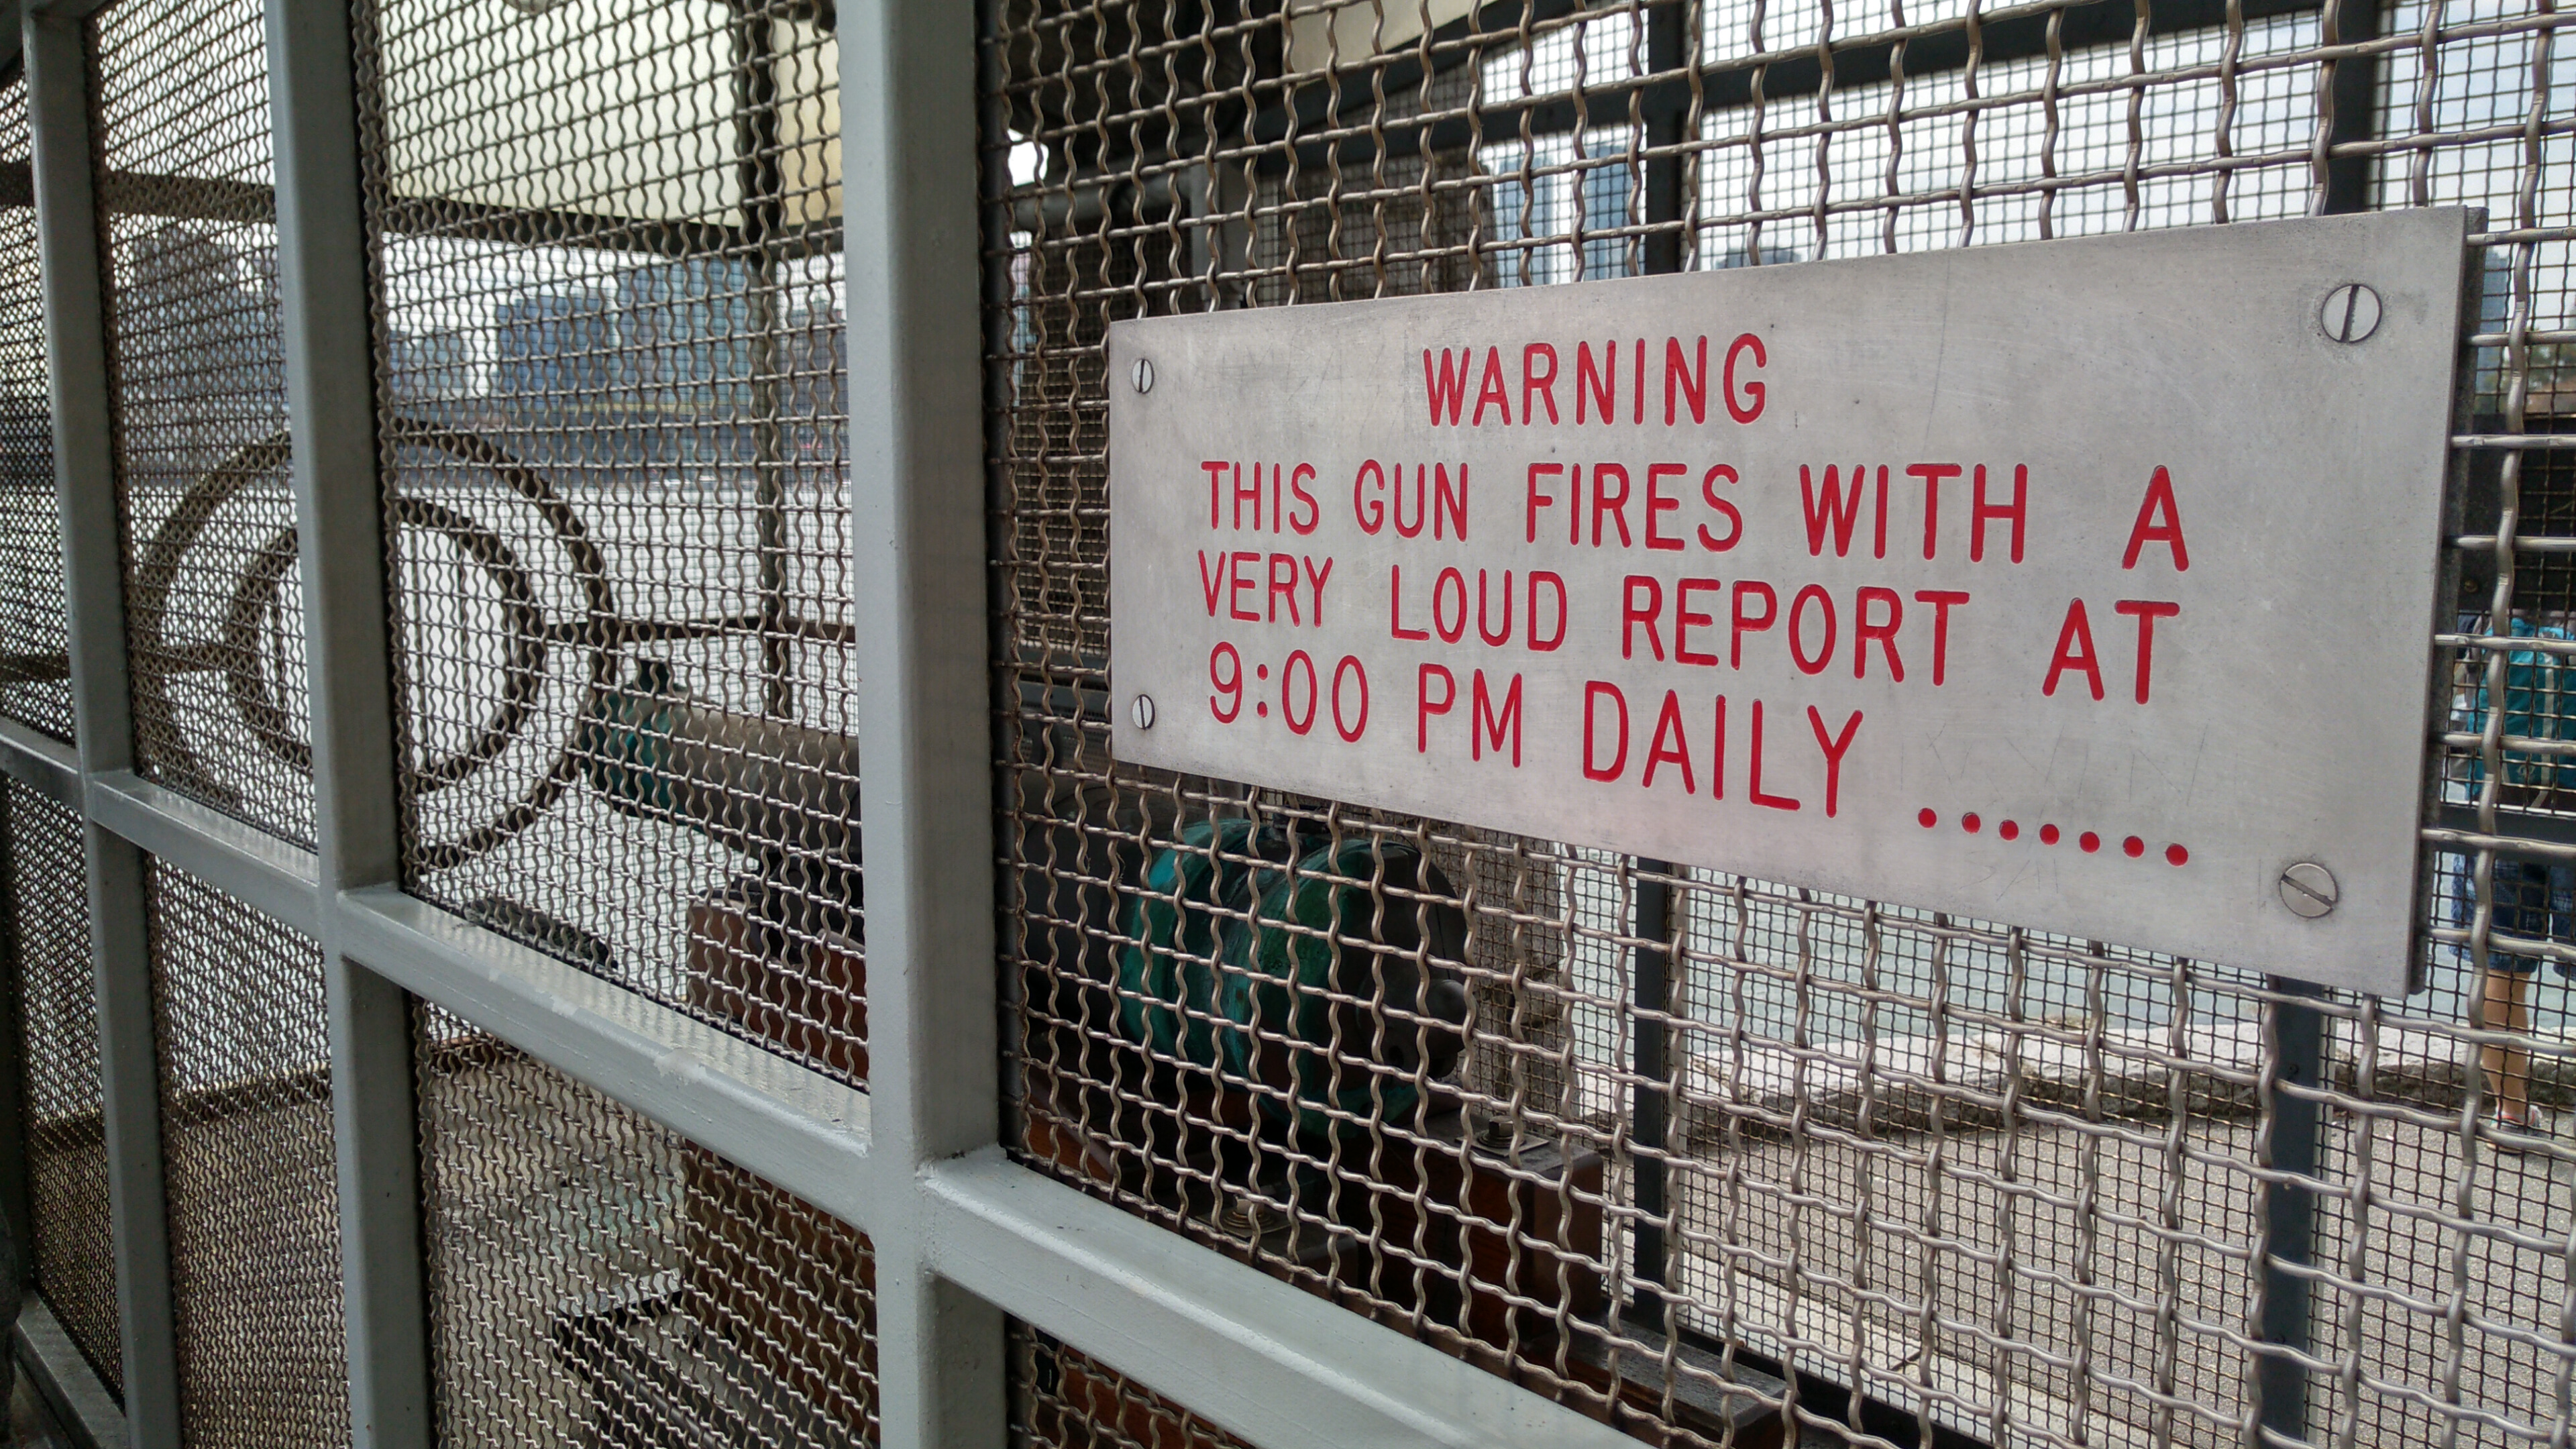 WARNING
THIS GUN FIRES WITH A
VERY LOUD REPORT AT
9:00 PM DAILY .......